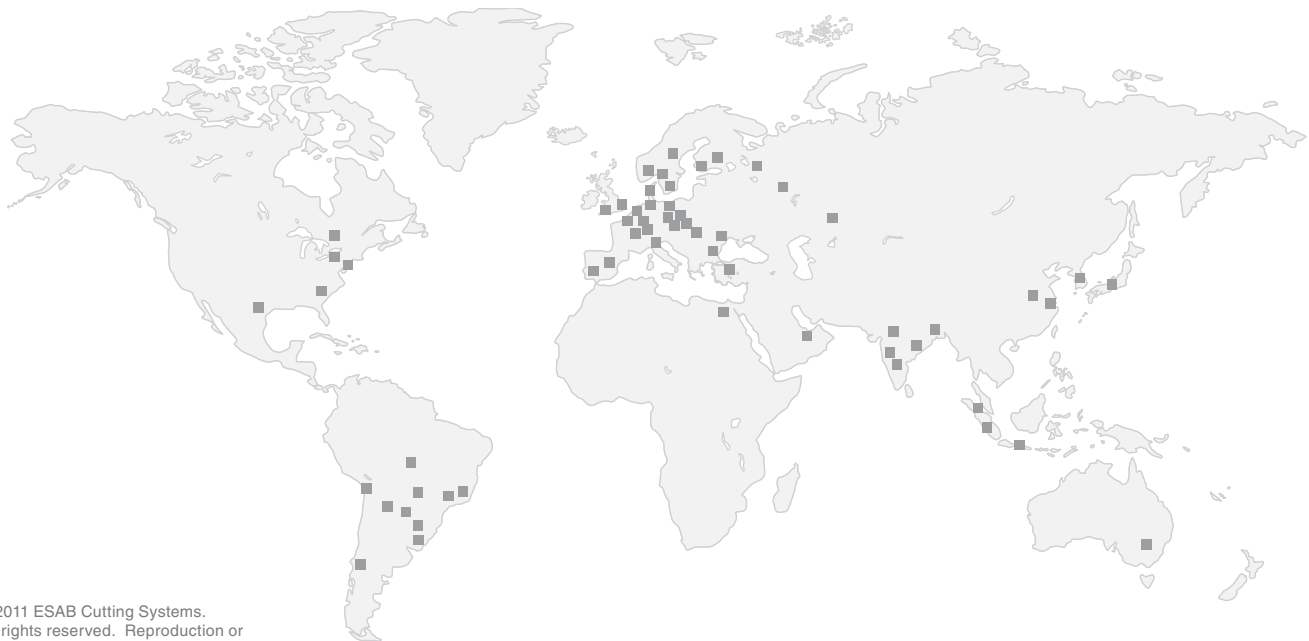 2011 ESAB Cutting Systems.
rights reserved.  Reproduction or